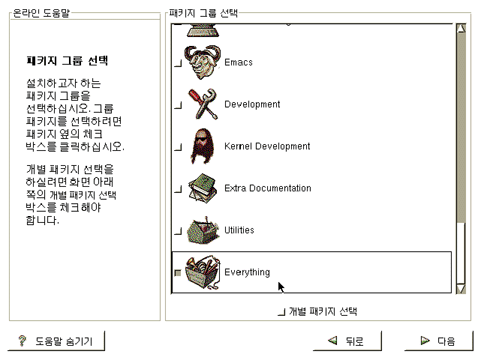 온라인 도움말
패키지 그룹 선택
설치하고자 하는
패키지 그룹을
선택하십시오. 그룹
패키지를 선택하려면
패키지 옆의 체크
박스를 클릭하십시오.
개별 패키지 선택을
하실려면 화면 아래
쪽의 개별 패키지 선택
박스를 체크해야
합니다.
패키지 그룹 선택
Emacs
Development
Kernel Development
Extra Documentation
Utilities
Everything
개별 패키지 선택
도움말 숨기기
뒤로
다음